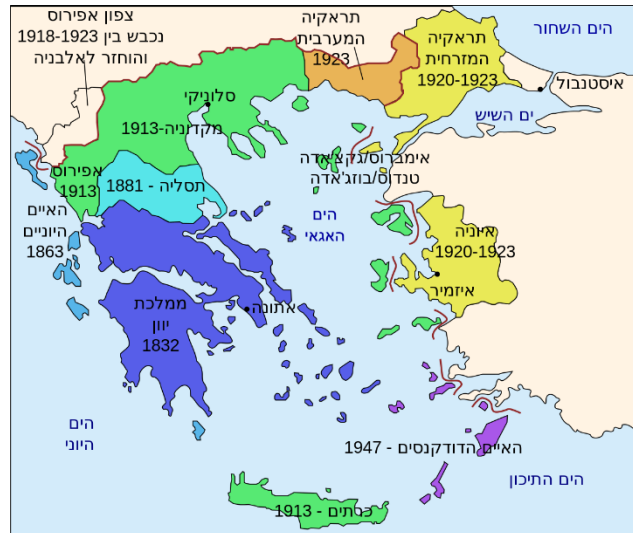 צפון אפירוס
נכבש בין 1918-1923
והוחזר לאלבניה
תראקיה
המערבית
1923
תראקיה
המזרחית
1920-1923
הים השחור
איסטנבול
ים השיש
סלוניקי
מקדוניה-1913
אימברוס/גקצ'אדה
טנדוס/בוזג'אדה
אפירוס
1913
תסליה - 1881
האיים
היוניים
1863
הים
האגאי
איוניה
1920-1923
איזמיר
ממלכת
יוון
1832
אתונה
הים
היוני
האיים הדודקנסים - 1947
הים התיכון
כרתים - 1913